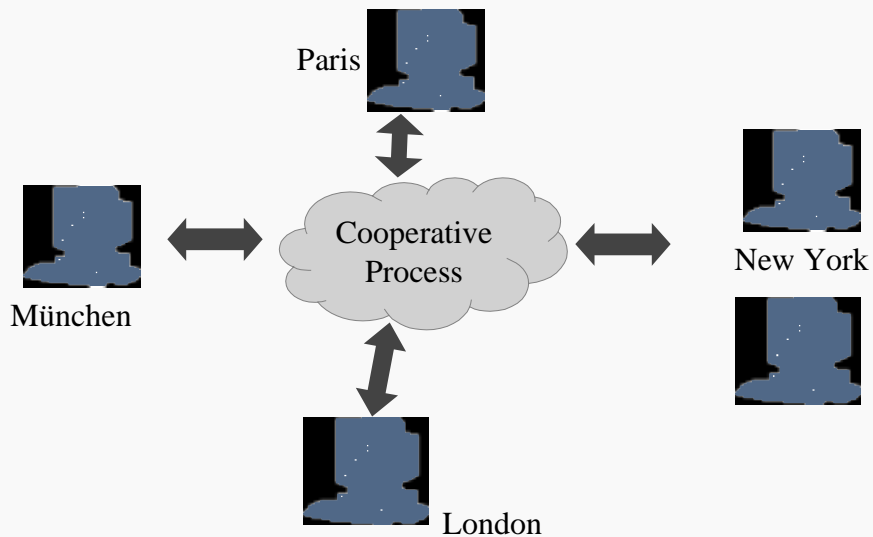 Paris
Cooperative
Process
New York
München
London